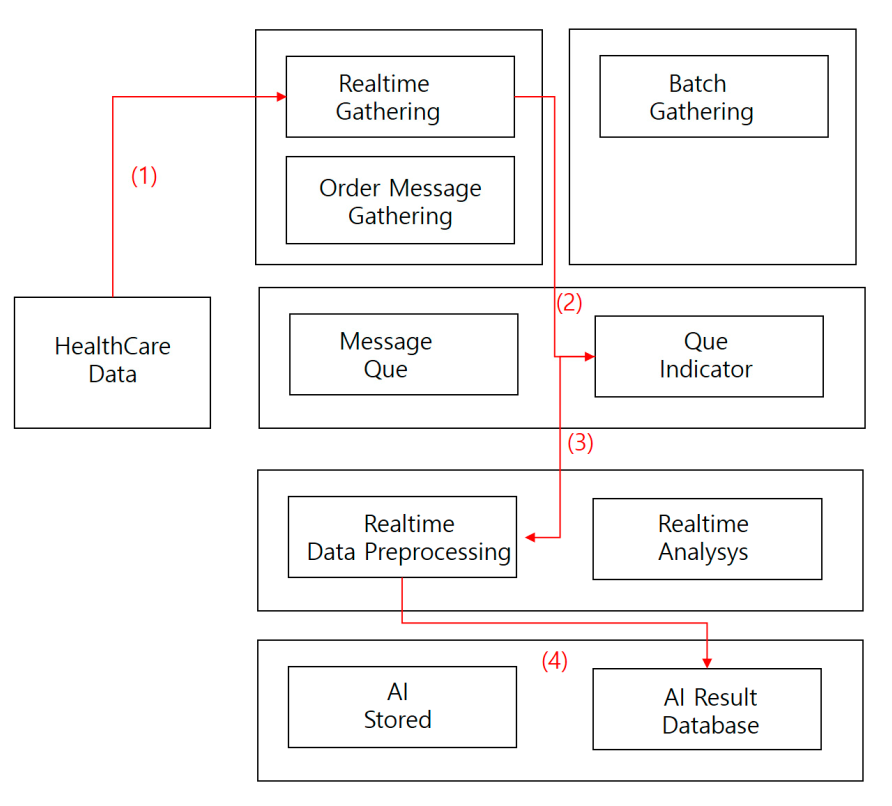 Realtime
Gathering
Batch
Gathering
(1)
Order Message
Gathering
(2)
HealthCare
Data
Message
Que
Que
Indicator
(3)
Realtime
Data Preprocessing
Realtime
Analysys
(4)
AI
Stored
AI Result
Database